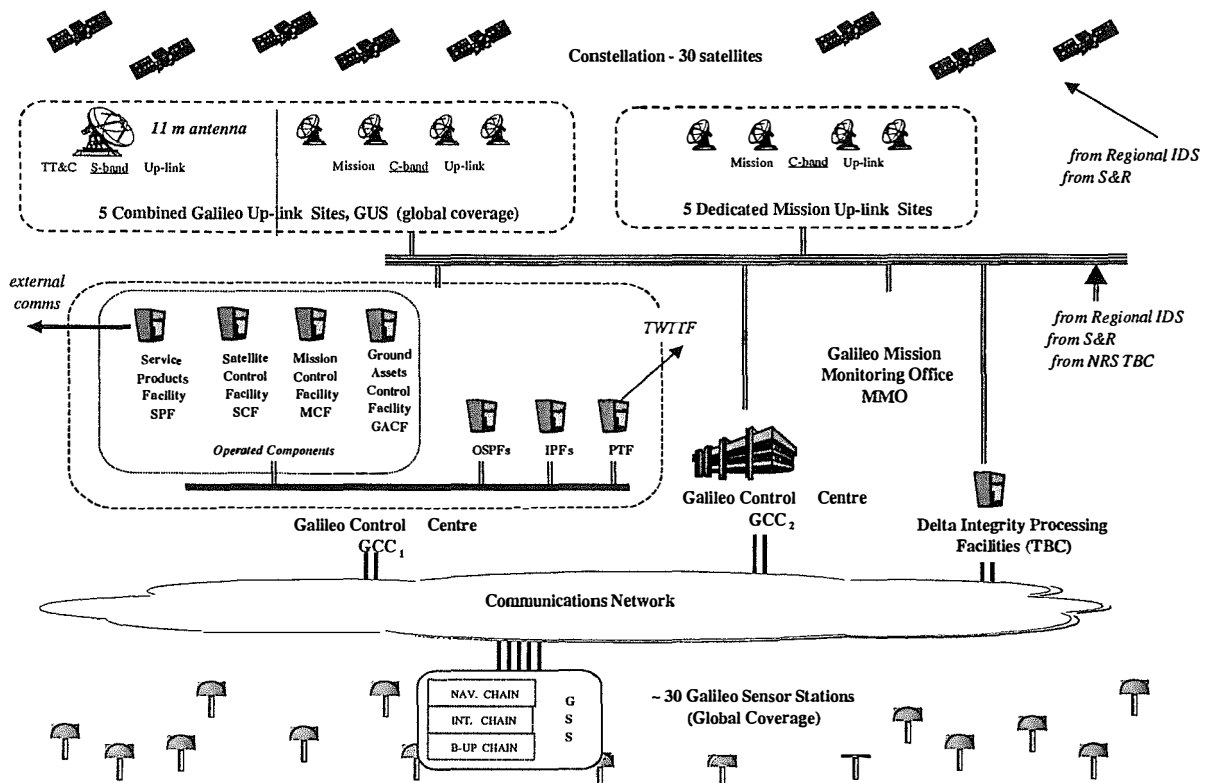 Constellation - 30 satellites
11 m antenna
TT&C S-band Up-link
Mission C-band Up-link
5 Combined Galileo Up-link Sites, GUS (global coverage)
Mission C-band Up-link
5 Dedicated Mission Up-link Sites
from Regional IDS
from S&R
external
comms
Service
Products
Facility
SPF
Satellite
Control
Facility
SCF
Mission
Control
Facility
MCF
Ground
Assets
Control
Facility
GACF
Operated Components
OSPFs
IPFs
PTF
TWTTF
Galileo Mission
Monitoring Office
MMO
from Regional IDS
from S&R
from NRS TBC
Galileo Control Centre
GCC1
Galileo Control Centre
GCC2
Delta Integrity Processing
Facilities (TBC)
Communications Network
NAV. CHAIN
INT. CHAIN
B-UP CHAIN
G
S
S
~ 30 Galileo Sensor Stations
(Global Coverage)